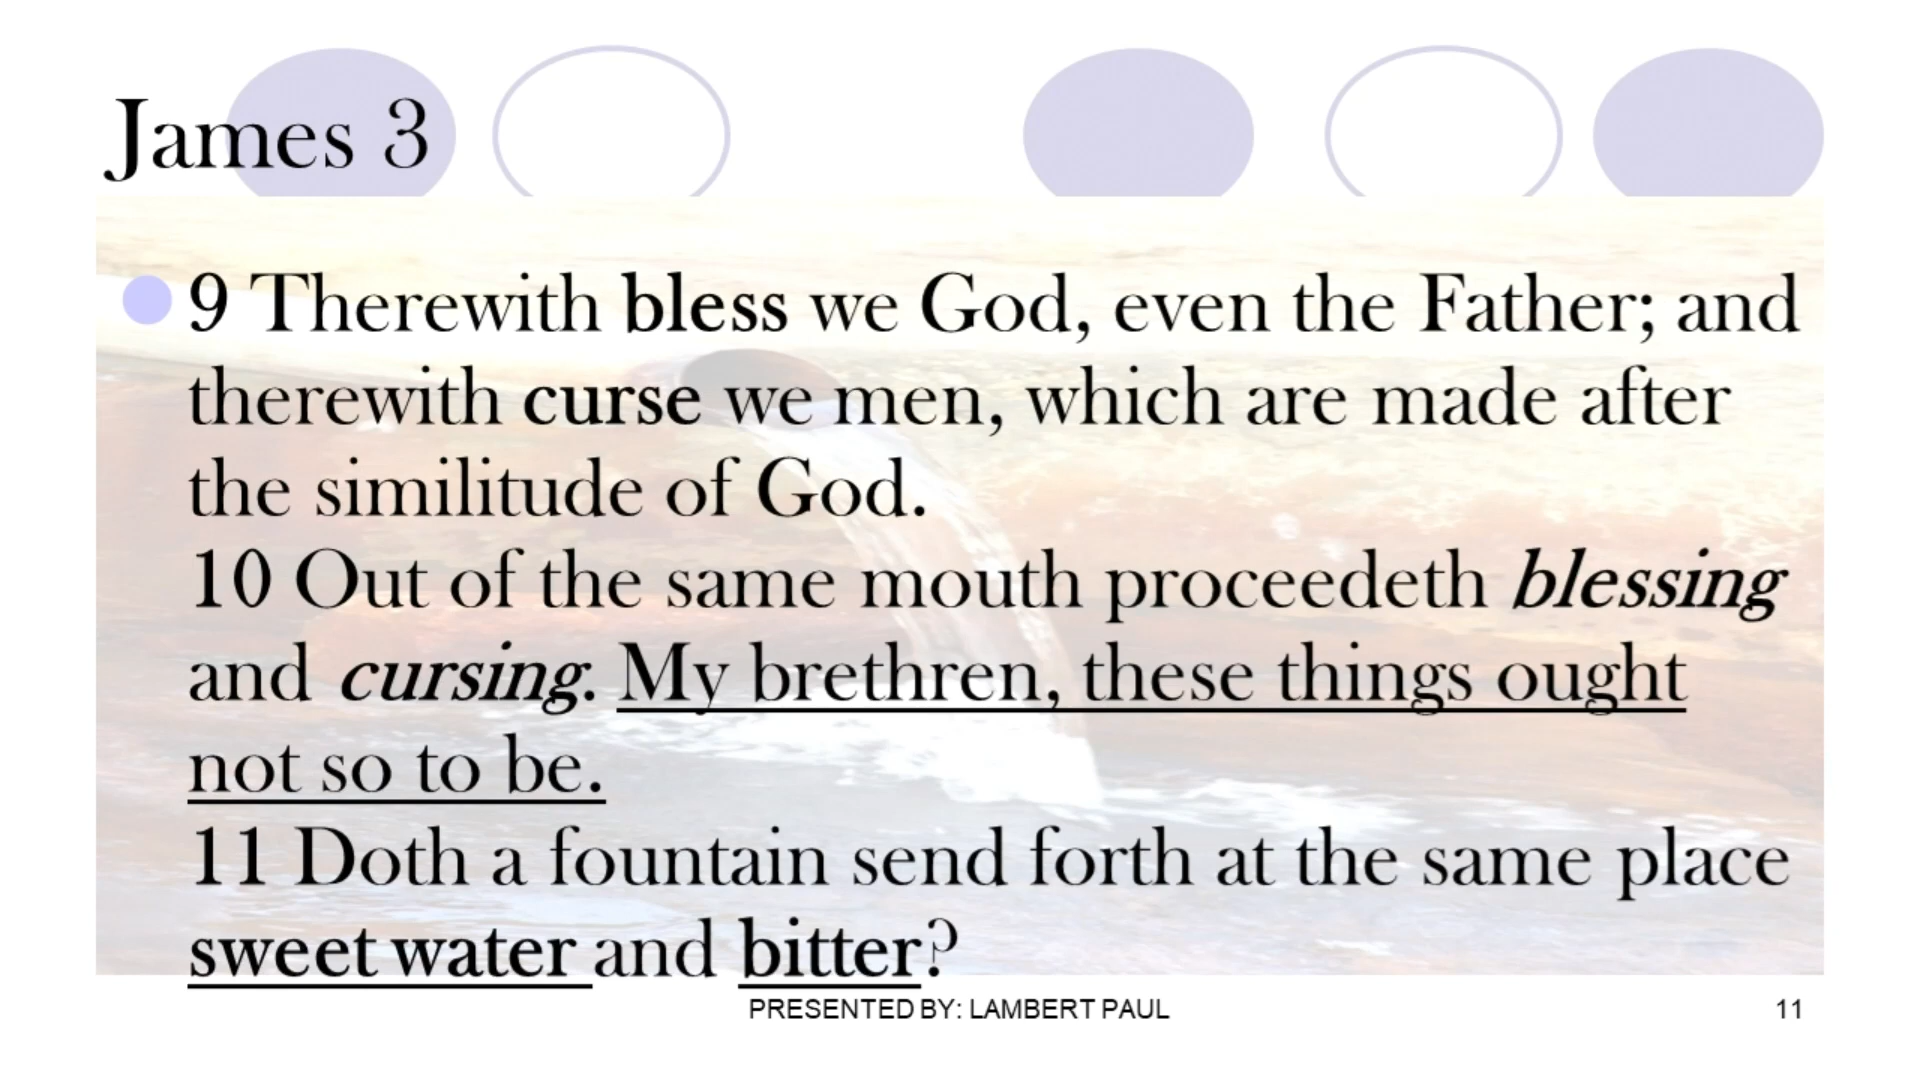 James 3
9 Therewith bless we God, even the Father; and
therewith curse we men, which are made after
the similitude of God.
10 Out of the same mouth proceedeth blessing
and cursing. My brethren, these things ought
not so to be.
11 Doth a fountain send forth at the same place
sweet water and bitter?
PRESENTED BY: LAMBERT PAUL
11